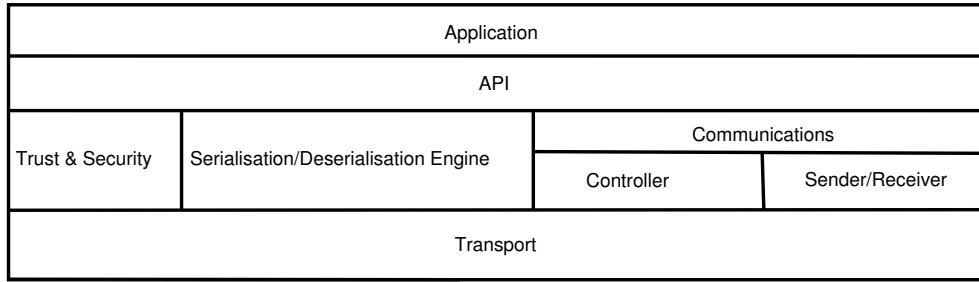 Application
API
Trust & Security
Serialisation/Deserialisation Engine
Communications
Controller
Sender/Receiver
Transport